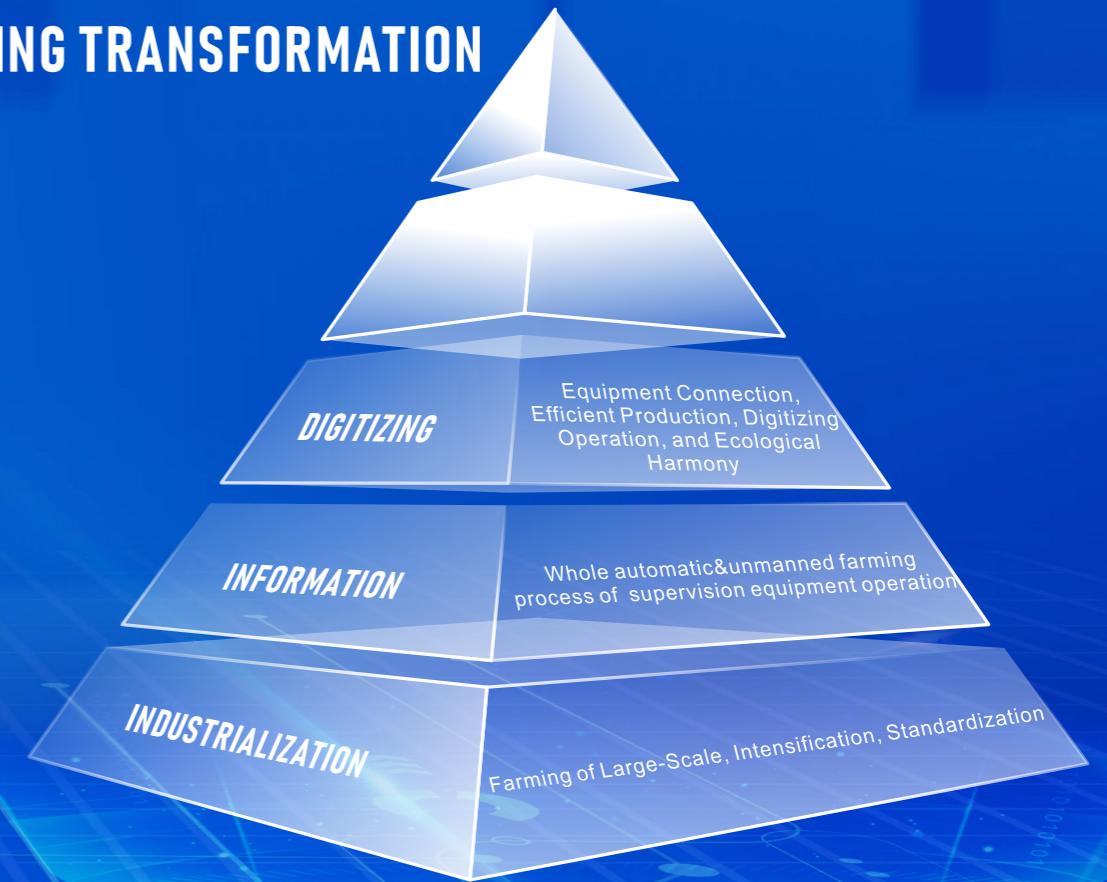 ING TRANSFORMATION
DIGITIZING
Equipment Connection,
Efficient Production, Digitizing
Operation, and Ecological
Harmony
INFORMATION
Whole automatic&unmanned farming
process of supervision equipment operation
INDUSTRIALIZATION
Farming of Large-Scale, Intensification, Standardization